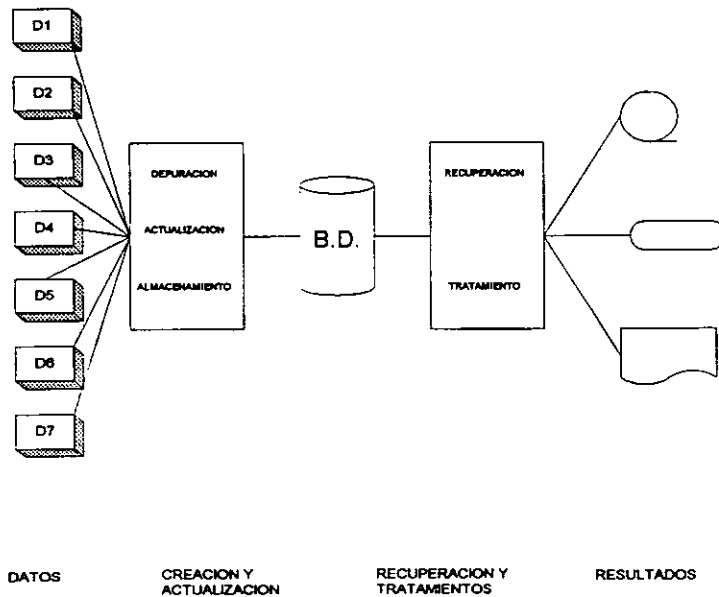 D1
D2
D3
D4
D5
D6
D7
DEPURACION
ACTUALIZACION
ALMACENAMIENTO
B.D.
RECUPERACION
TRATAMIENTO
DATOS
CREACION Y
ACTUALIZACION
RECUPERACION Y
TRATAMIENTOS
RESULTADOS